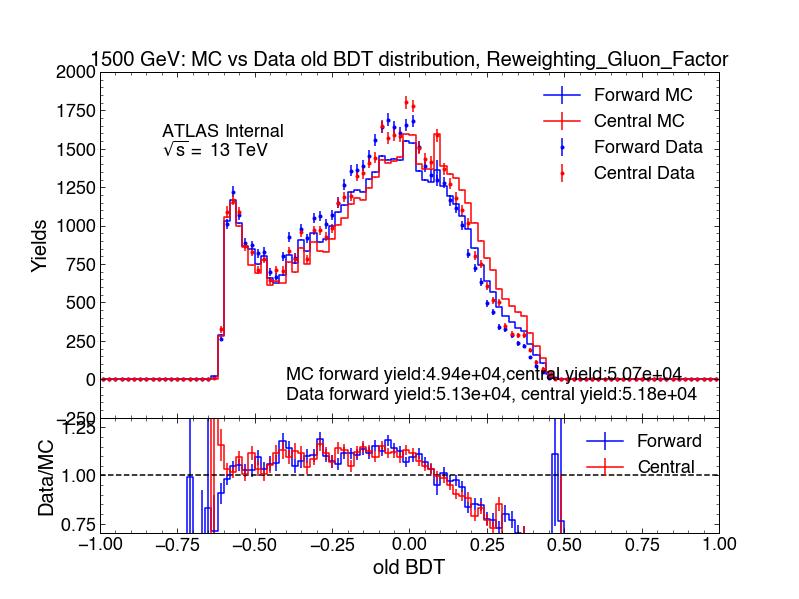 1500 GeV: MC vs Data old BDT distribution, Reweighting_Gluon_Factor
2000
1750
1500
1250
1000
750
500
250
0
−250
Yields
ATLAS Internal
√s = 13 TeV
Forward MC
Central MC
Forward Data
Central Data
MC forward yield:4.94e+04,central yield:5.07e+04
Data forward yield:5.13e+04, central yield:5.18e+04
1.25
1.00
0.75
Data/MC
Forward
Central
−1.00 −0.75 −0.50 −0.25 0.00 0.25 0.50 0.75 1.00
old BDT